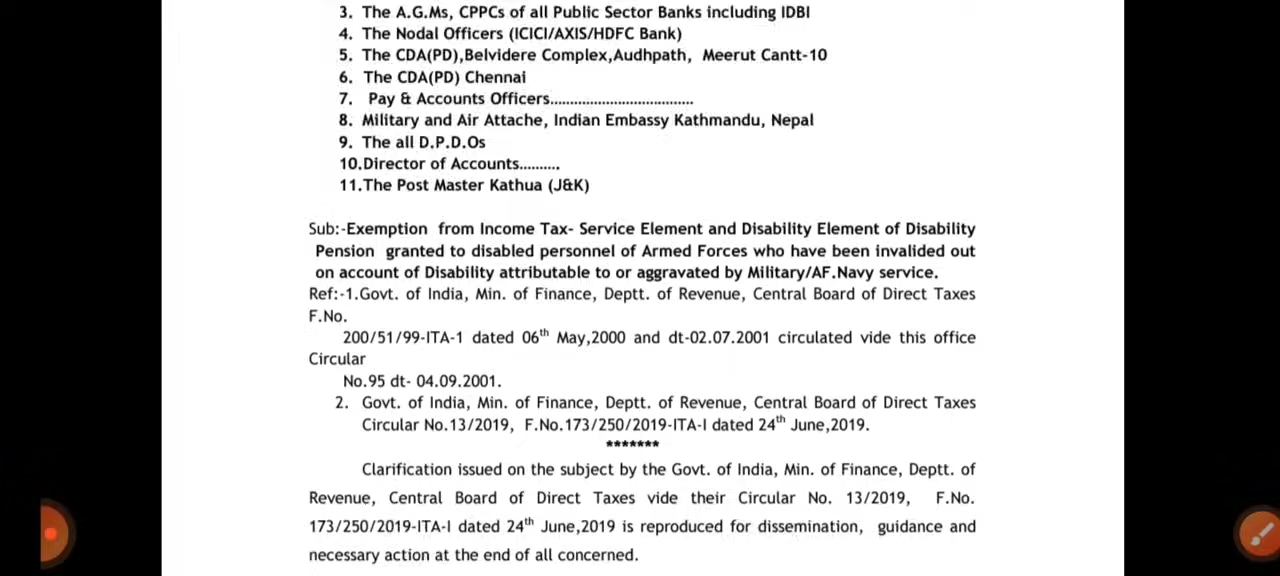 3. The A.G.Ms, CPPCs of all Public Sector Banks including IDBI
4. The Nodal Officers (ICICI/AXIS/HDFC Bank)
5. The CDA(PD),Belvidere Complex,Audhpath, Meerut Cantt-10
6. The CDA(PD) Chennai
7. Pay & Accounts Officers....................................
8. Military and Air Attache, Indian Embassy Kathmandu, Nepal
9. The all D.P.D.Os
10.Director of Accounts..........
11.The Post Master Kathua (J&K)
Sub:-Exemption from Income Tax- Service Element and Disability Element of Disability
Pension granted to disabled personnel of Armed Forces who have been invalided out
on account of Disability attributable to or aggravated by Military/AF.Navy service.
Ref:-1.Govt. of India, Min. of Finance, Deptt. of Revenue, Central Board of Direct Taxes
F.No.
200/51/99-ITA-1 dated 06th May,2000 and dt-02.07.2001 circulated vide this office
Circular
No.95 dt- 04.09.2001.
2. Govt. of India, Min. of Finance, Deptt. of Revenue, Central Board of Direct Taxes
Circular No.13/2019, F.No.173/250/2019-ITA-I dated 24th June,2019.
*******
Clarification issued on the subject by the Govt. of India, Min. of Finance, Deptt. of
Revenue, Central Board of Direct Taxes vide their Circular No. 13/2019, F.No.
173/250/2019-ITA-I dated 24th June,2019 is reproduced for dissemination, guidance and
necessary action at the end of all concerned.